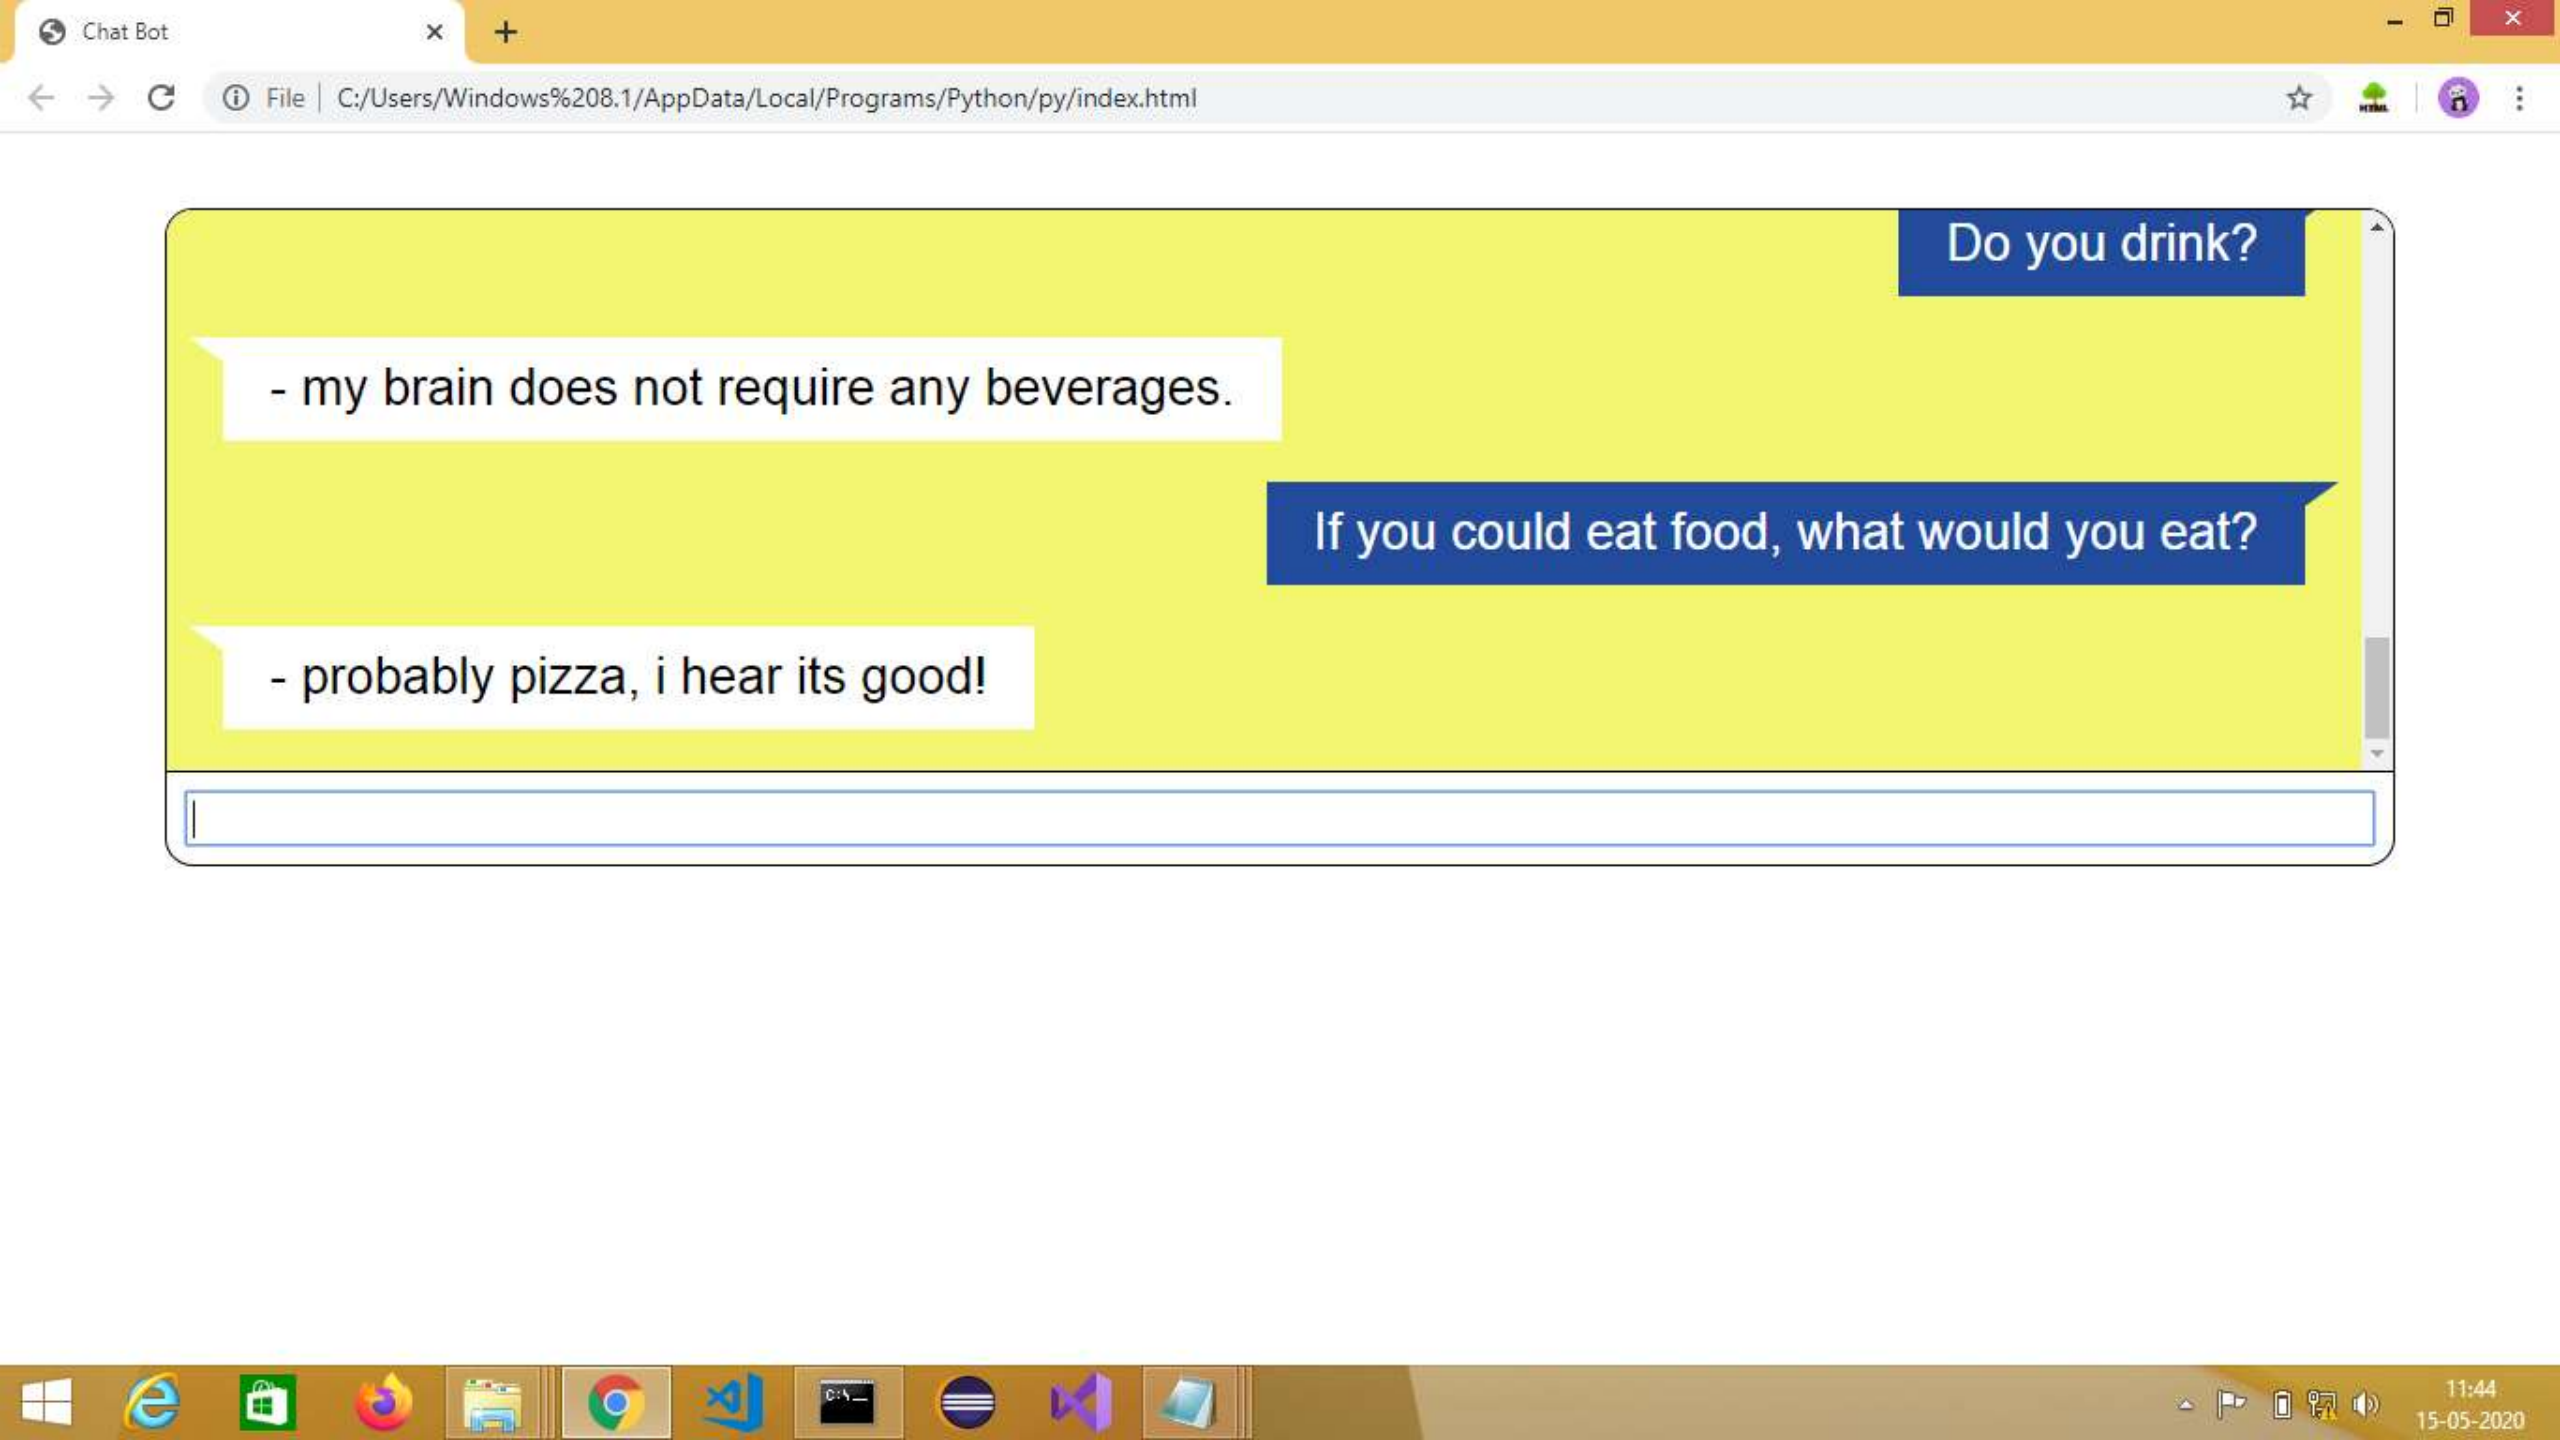 Chat Bot
File
C:/Users/Windows%208.1/AppData/Local/Programs/Python/py/index.html
HTML
Do you drink?
- my brain does not require any beverages.
If you could eat food, what would you eat?
- probably pizza, i hear its good!
C:\_
11:44
15-05-2020